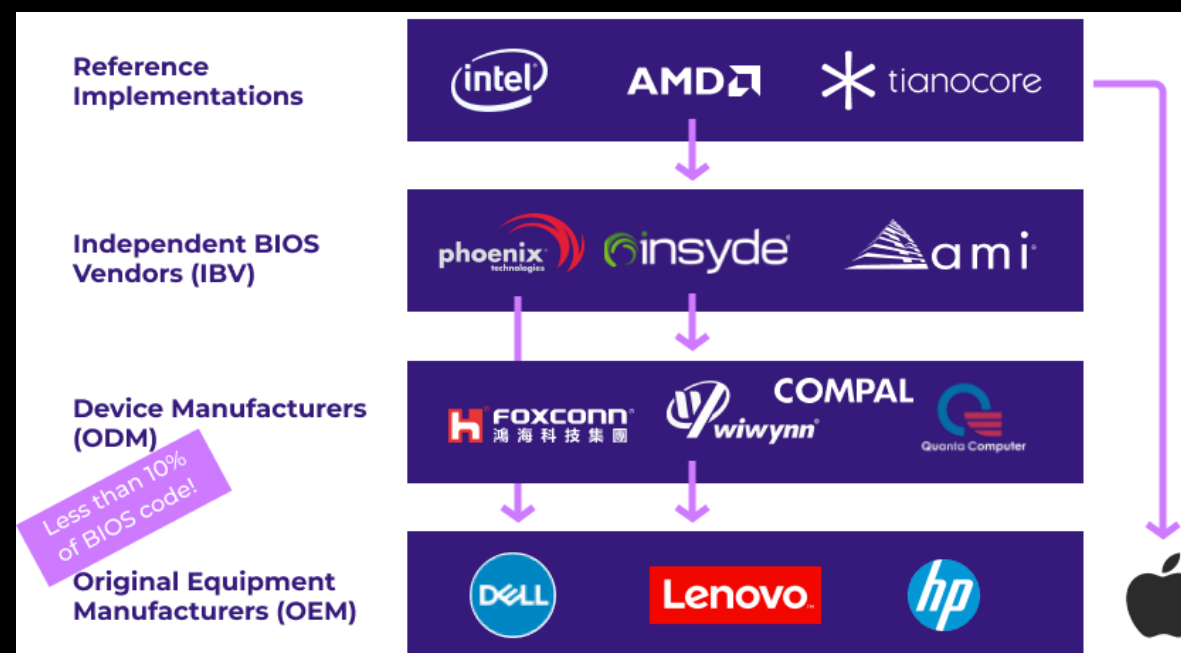 Reference
Implementations
intel
AMD
tianocore
Independent BIOS
Vendors (IBV)
phoenix
technologies
insyde
ami
Device Manufacturers
(ODM)
FOXCONN
鴻海科技集團
wiwynn
COMPAL
Quanta Computer
Less than 10%
of BIOS code!
Original Equipment
Manufacturers (OEM)
DELL
Lenovo
hp